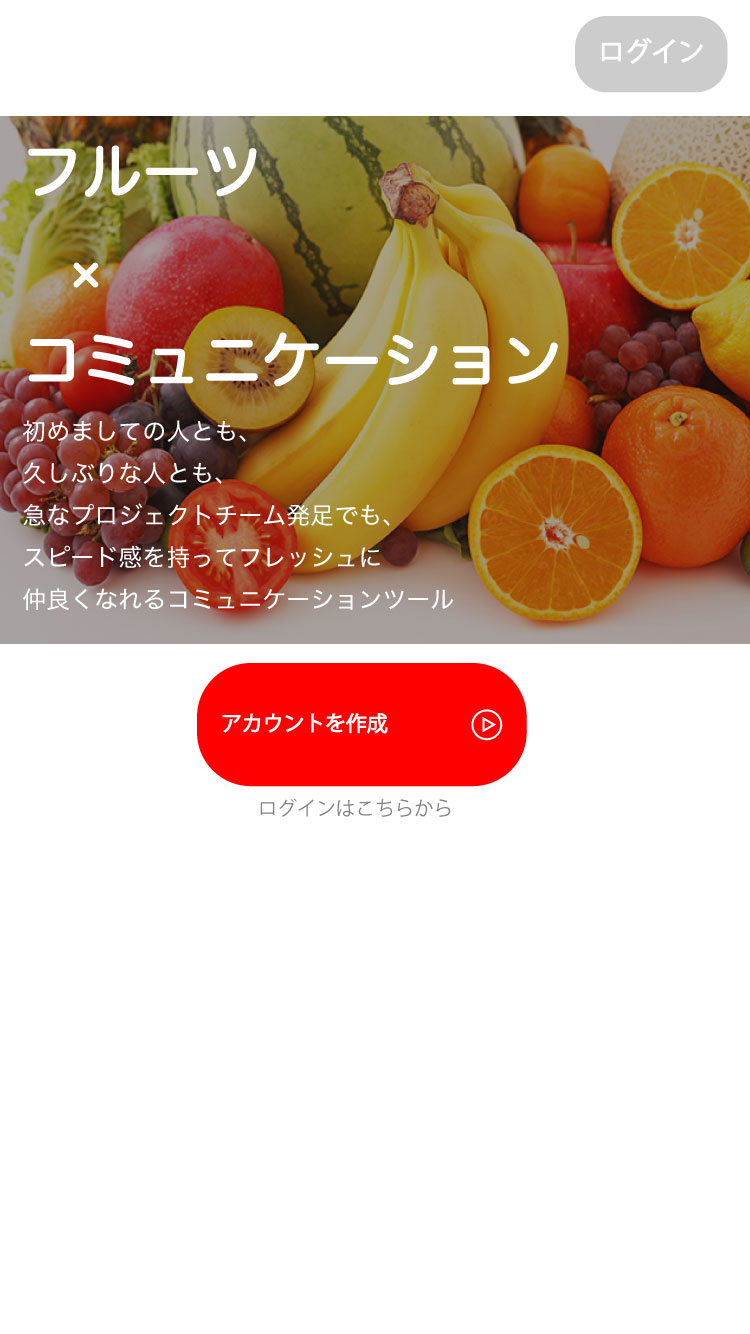 ログイン
フルーツ
×
コミュニケーション
初めましての人とも、
久しぶりな人とも、
急なプロジェクトチーム発足でも、
スピード感を持ってフレッシュに
仲良くなれるコミュニケーションツール
アカウントを作成
ログインはこちらから